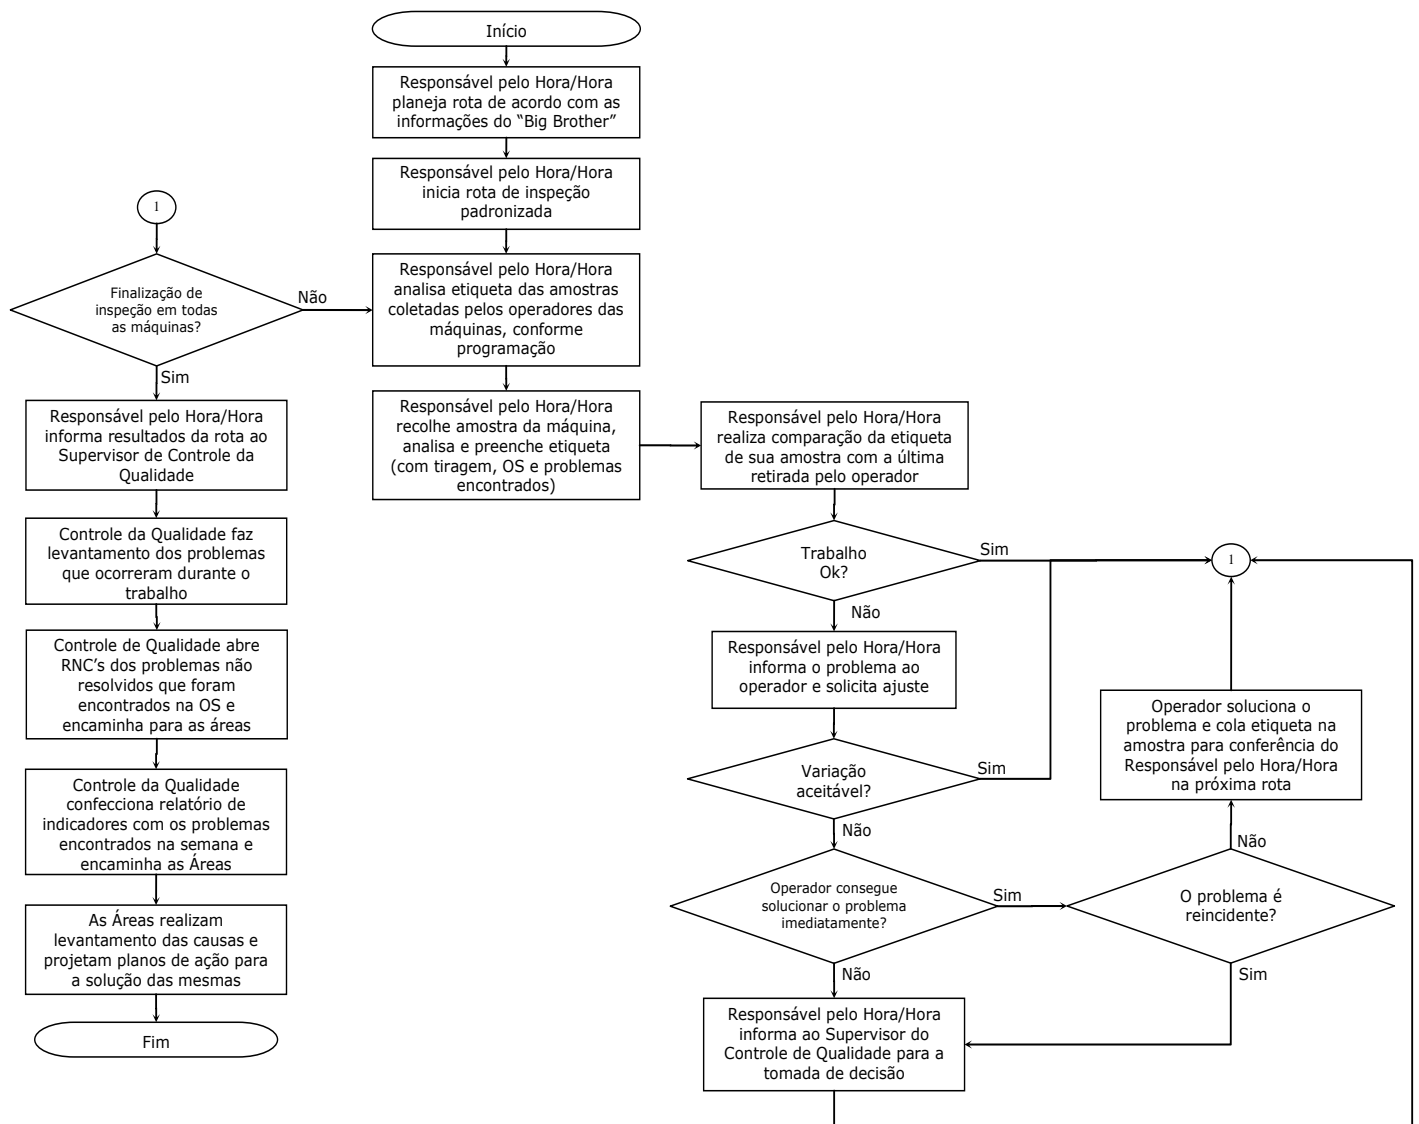 Início
Responsável pelo Hora/Hora
planeja rota de acordo com as
informações do “Big Brother”
Responsável pelo Hora/Hora
inicia rota de inspeção
padronizada
1
Finalização de
inspeção em todas
as máquinas?
Não
Sim
Responsável pelo Hora/Hora
analisa etiqueta das amostras
coletadas pelos operadores das
máquinas, conforme
programação
Responsável pelo Hora/Hora
recolhe amostra da máquina,
analisa e preenche etiqueta
(com tiragem, OS e problemas
encontrados)
Responsável pelo Hora/Hora
realiza comparação da etiqueta
de sua amostra com a última
retirada pelo operador
Trabalho
Ok?
Sim
1
Não
Responsável pelo Hora/Hora
informa o problema ao
operador e solicita ajuste
Variação
aceitável?
Sim
Não
Operador consegue
solucionar o problema
imediatamente?
Sim
Não
O problema é
reincidente?
Não
Sim
Operador soluciona o
problema e cola etiqueta na
amostra para conferência do
Responsável pelo Hora/Hora
na próxima rota
Responsável pelo Hora/Hora
informa ao Supervisor do
Controle de Qualidade para a
tomada de decisão
Responsável pelo Hora/Hora
informa resultados da rota ao
Supervisor de Controle da
Qualidade
Controle da Qualidade faz
levantamento dos problemas
que ocorreram durante o
trabalho
Controle de Qualidade abre
RNC’s dos problemas não
resolvidos que foram
encontrados na OS e
encaminha para as áreas
Controle da Qualidade
confecciona relatório de
indicadores com os problemas
encontrados na semana e
encaminha as Áreas
As Áreas realizam
levantamento das causas e
projetam planos de ação para
a solução das mesmas
Fim